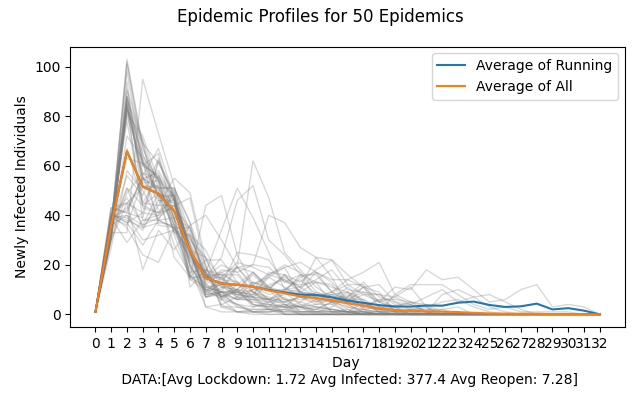 Epidemic Profiles for 50 Epidemics
Average of Running
Average of All
Newly Infected Individuals
100
80
60
40
20
0
0 1 2 3 4 5 6 7 8 9 10 11 12 13 14 15 16 17 18 19 20 21 22 23 24 25 26 27 28 29 30 31 32
Day
DATA:[Avg Lockdown: 1.72 Avg Infected: 377.4 Avg Reopen: 7.28]